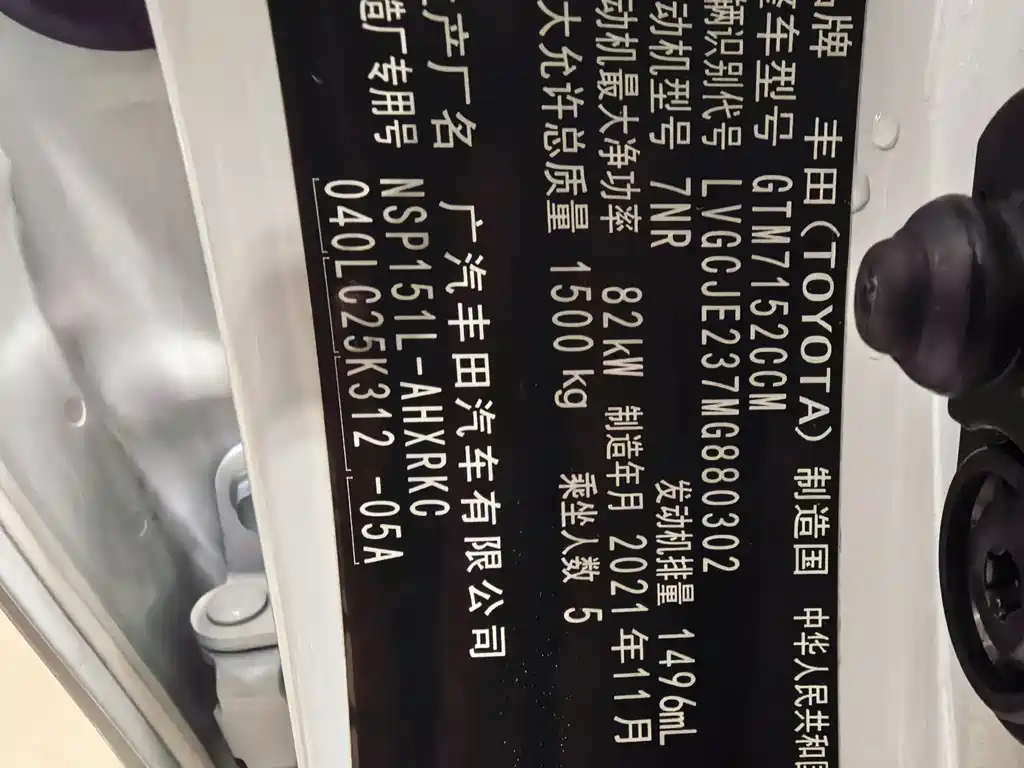 品牌 丰田(TOYOTA) 制造国 中华人民共和国
整车型号 GTM7152CCM
车辆识别代号 LVGCJE237MG880302
发动机型号 7NR 发动机排量 1496mL
发动机最大净功率 82kW 制造年月 2021年11月
最大允许总质量 1500kg 乘坐人数 5
生产厂名 广汽丰田汽车有限公司
制造厂专用号 NSP151L-AHXRKC
040LC25K312-05A